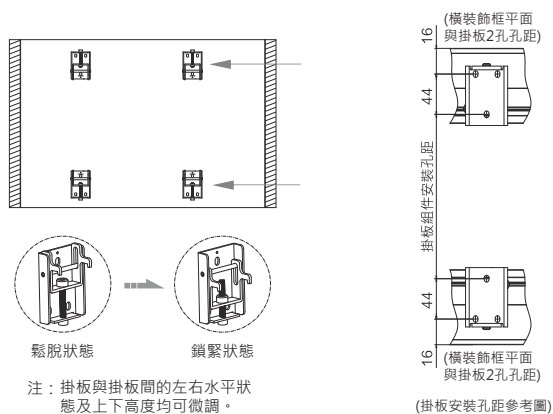 鬆脫狀態
鎖緊狀態
注：掛板與掛板間的左右水平狀
態及上下高度均可微調。
(橫裝飾框平面
與掛板2孔孔距)
16
44
掛板組件安裝孔距
44
16
(橫裝飾框平面
與掛板2孔孔距)
(掛板安裝孔距參考圖)